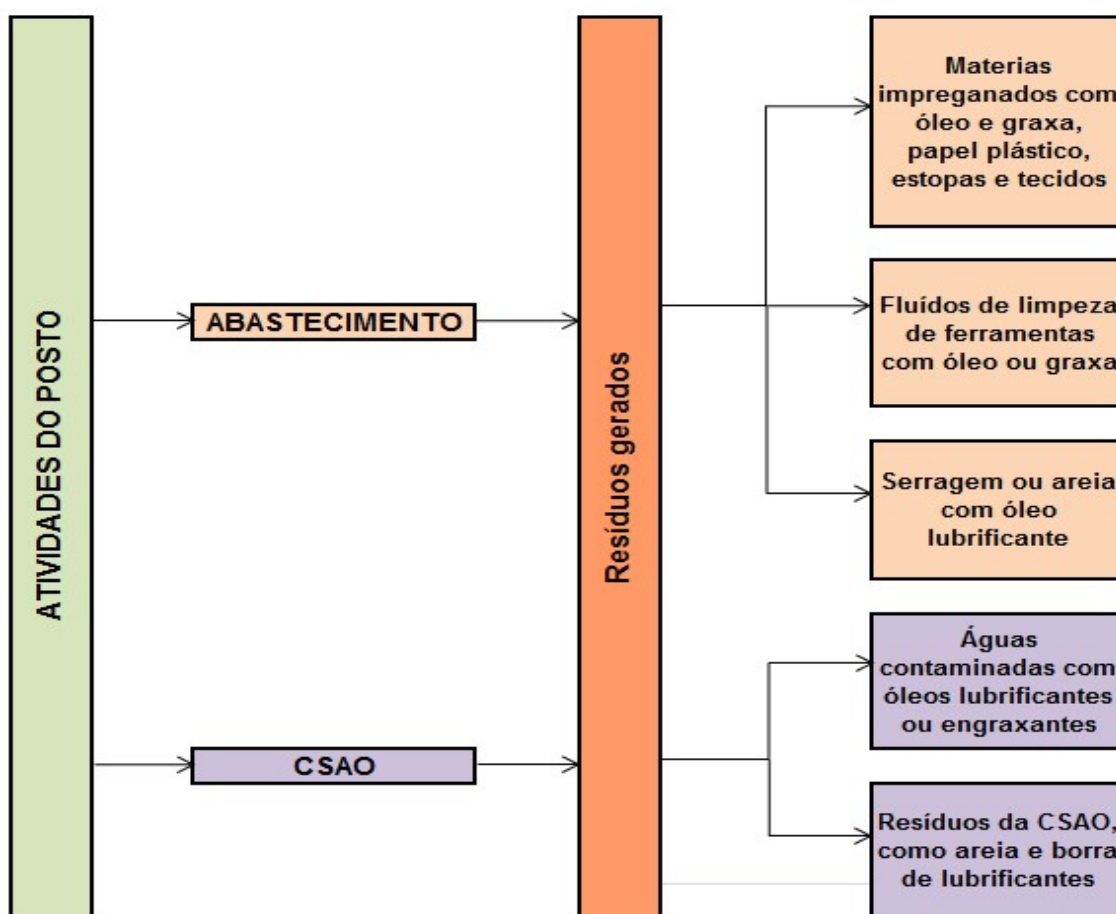 ATIVIDADES DO POSTO
ABASTECIMENTO
CSAO
Resíduos gerados
Materias
impreganados com
óleo e graxa,
papel plástico,
estopas e tecidos
Fluídos de limpeza
de ferramentas
com óleo ou graxa
Serragem ou areia
com óleo
lubrificante
Águas
contaminadas com
óleos lubrificantes
ou engraxantes
Resíduos da CSAO,
como areia e borra
de lubrificantes